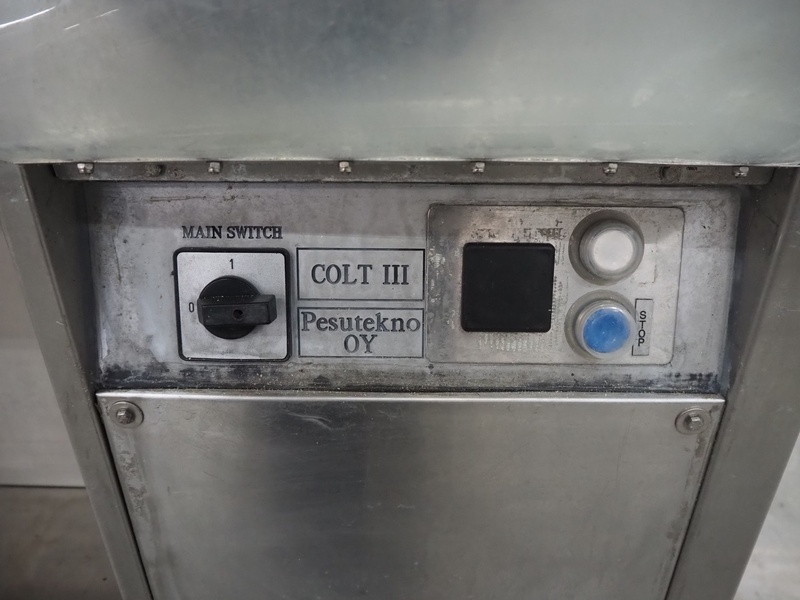 MAIN SWITCH
1
0
COLT III
Pesutekno
OY
STOP